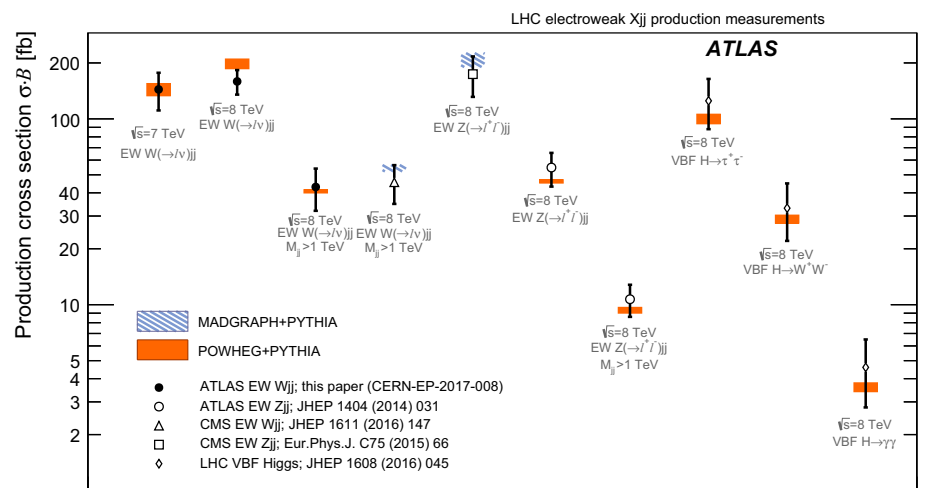 LHC electroweak Xjj production measurements
Production cross section σ·B [fb]
ATLAS
200
100
40
30
20
10
5
4
3
2
√s=7 TeV
EW W(→lν)jj
√s=8 TeV
EW W(→lν)jj
√s=8 TeV
EW W(→lν)jj
M_jj>1 TeV
√s=8 TeV
EW W(→lν)jj
M_jj>1 TeV
√s=8 TeV
EW Z(→l⁺l⁻)jj
√s=8 TeV
EW Z(→l⁺l⁻)jj
√s=8 TeV
EW Z(→l⁺l⁻)jj
M_jj>1 TeV
√s=8 TeV
VBF H→τ⁺τ⁻
√s=8 TeV
VBF H→W⁺W⁻
√s=8 TeV
VBF H→γγ
MADGRAPH+PYTHIA
POWHEG+PYTHIA
ATLAS EW Wjj; this paper (CERN-EP-2017-008)
ATLAS EW Zjj; JHEP 1404 (2014) 031
CMS EW Wjj; JHEP 1611 (2016) 147
CMS EW Zjj; Eur.Phys.J. C75 (2015) 66
LHC VBF Higgs; JHEP 1608 (2016) 045